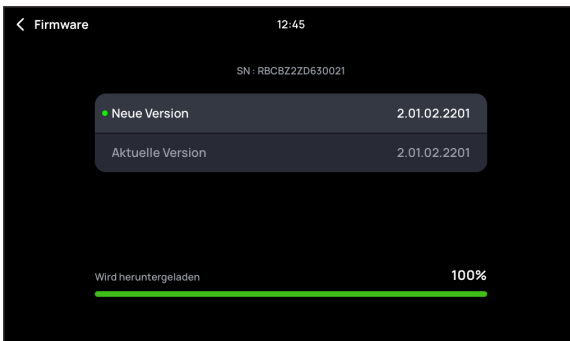 Firmware 12:45
SN : RBCBZ2ZD630021
Neue Version 2.01.02.2201
Aktuelle Version 2.01.02.2201
Wird heruntergeladen 100%